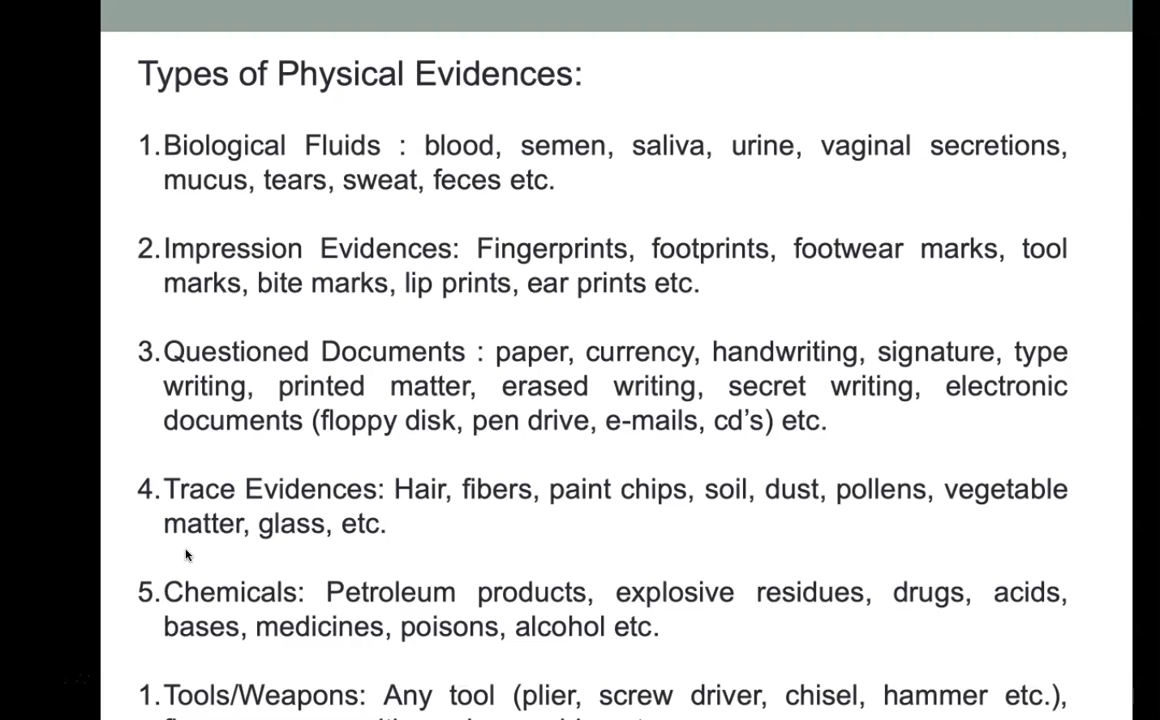 Types of Physical Evidences:
1.Biological Fluids : blood, semen, saliva, urine, vaginal secretions,
mucus, tears, sweat, feces etc.
2.Impression Evidences: Fingerprints, footprints, footwear marks, tool
marks, bite marks, lip prints, ear prints etc.
3.Questioned Documents : paper, currency, handwriting, signature, type
writing, printed matter, erased writing, secret writing, electronic
documents (floppy disk, pen drive, e-mails, cd's) etc.
4.Trace Evidences: Hair, fibers, paint chips, soil, dust, pollens, vegetable
matter, glass, etc.
5.Chemicals: Petroleum products, explosive residues, drugs, acids,
bases, medicines, poisons, alcohol etc.
1.Tools/Weapons: Any tool (plier, screw driver, chisel, hammer etc.),